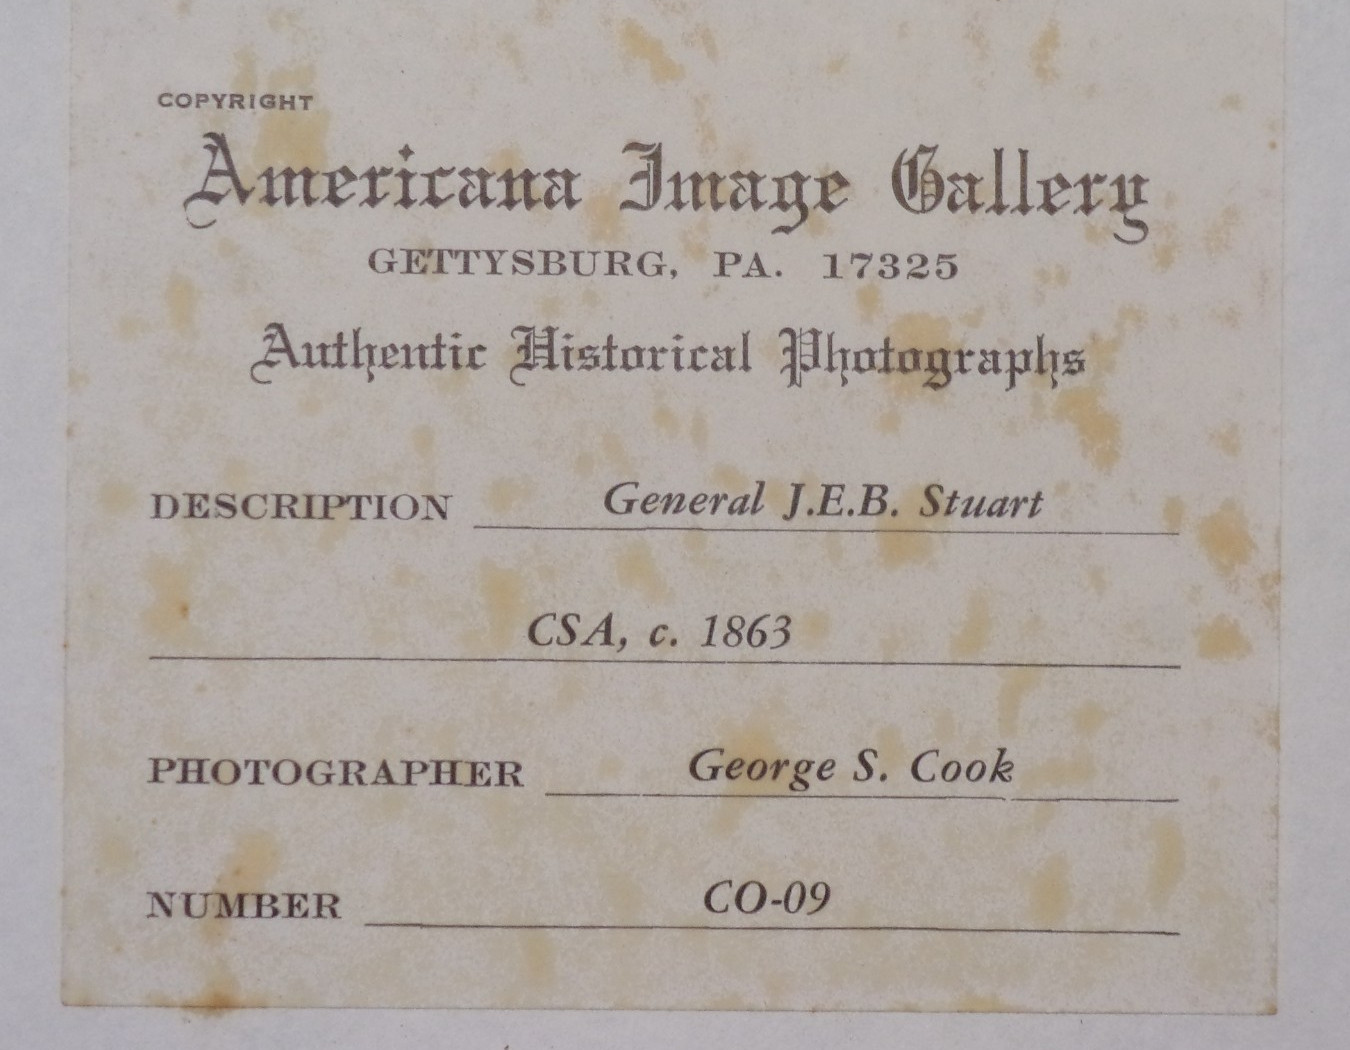 COPYRIGHT
Americana Image Gallery
GETTYSBURG, PA. 17325
Authentic Historical Photographs
DESCRIPTION General J.E.B. Stuart
CSA, c. 1863
PHOTOGRAPHER George S. Cook
NUMBER CO-09